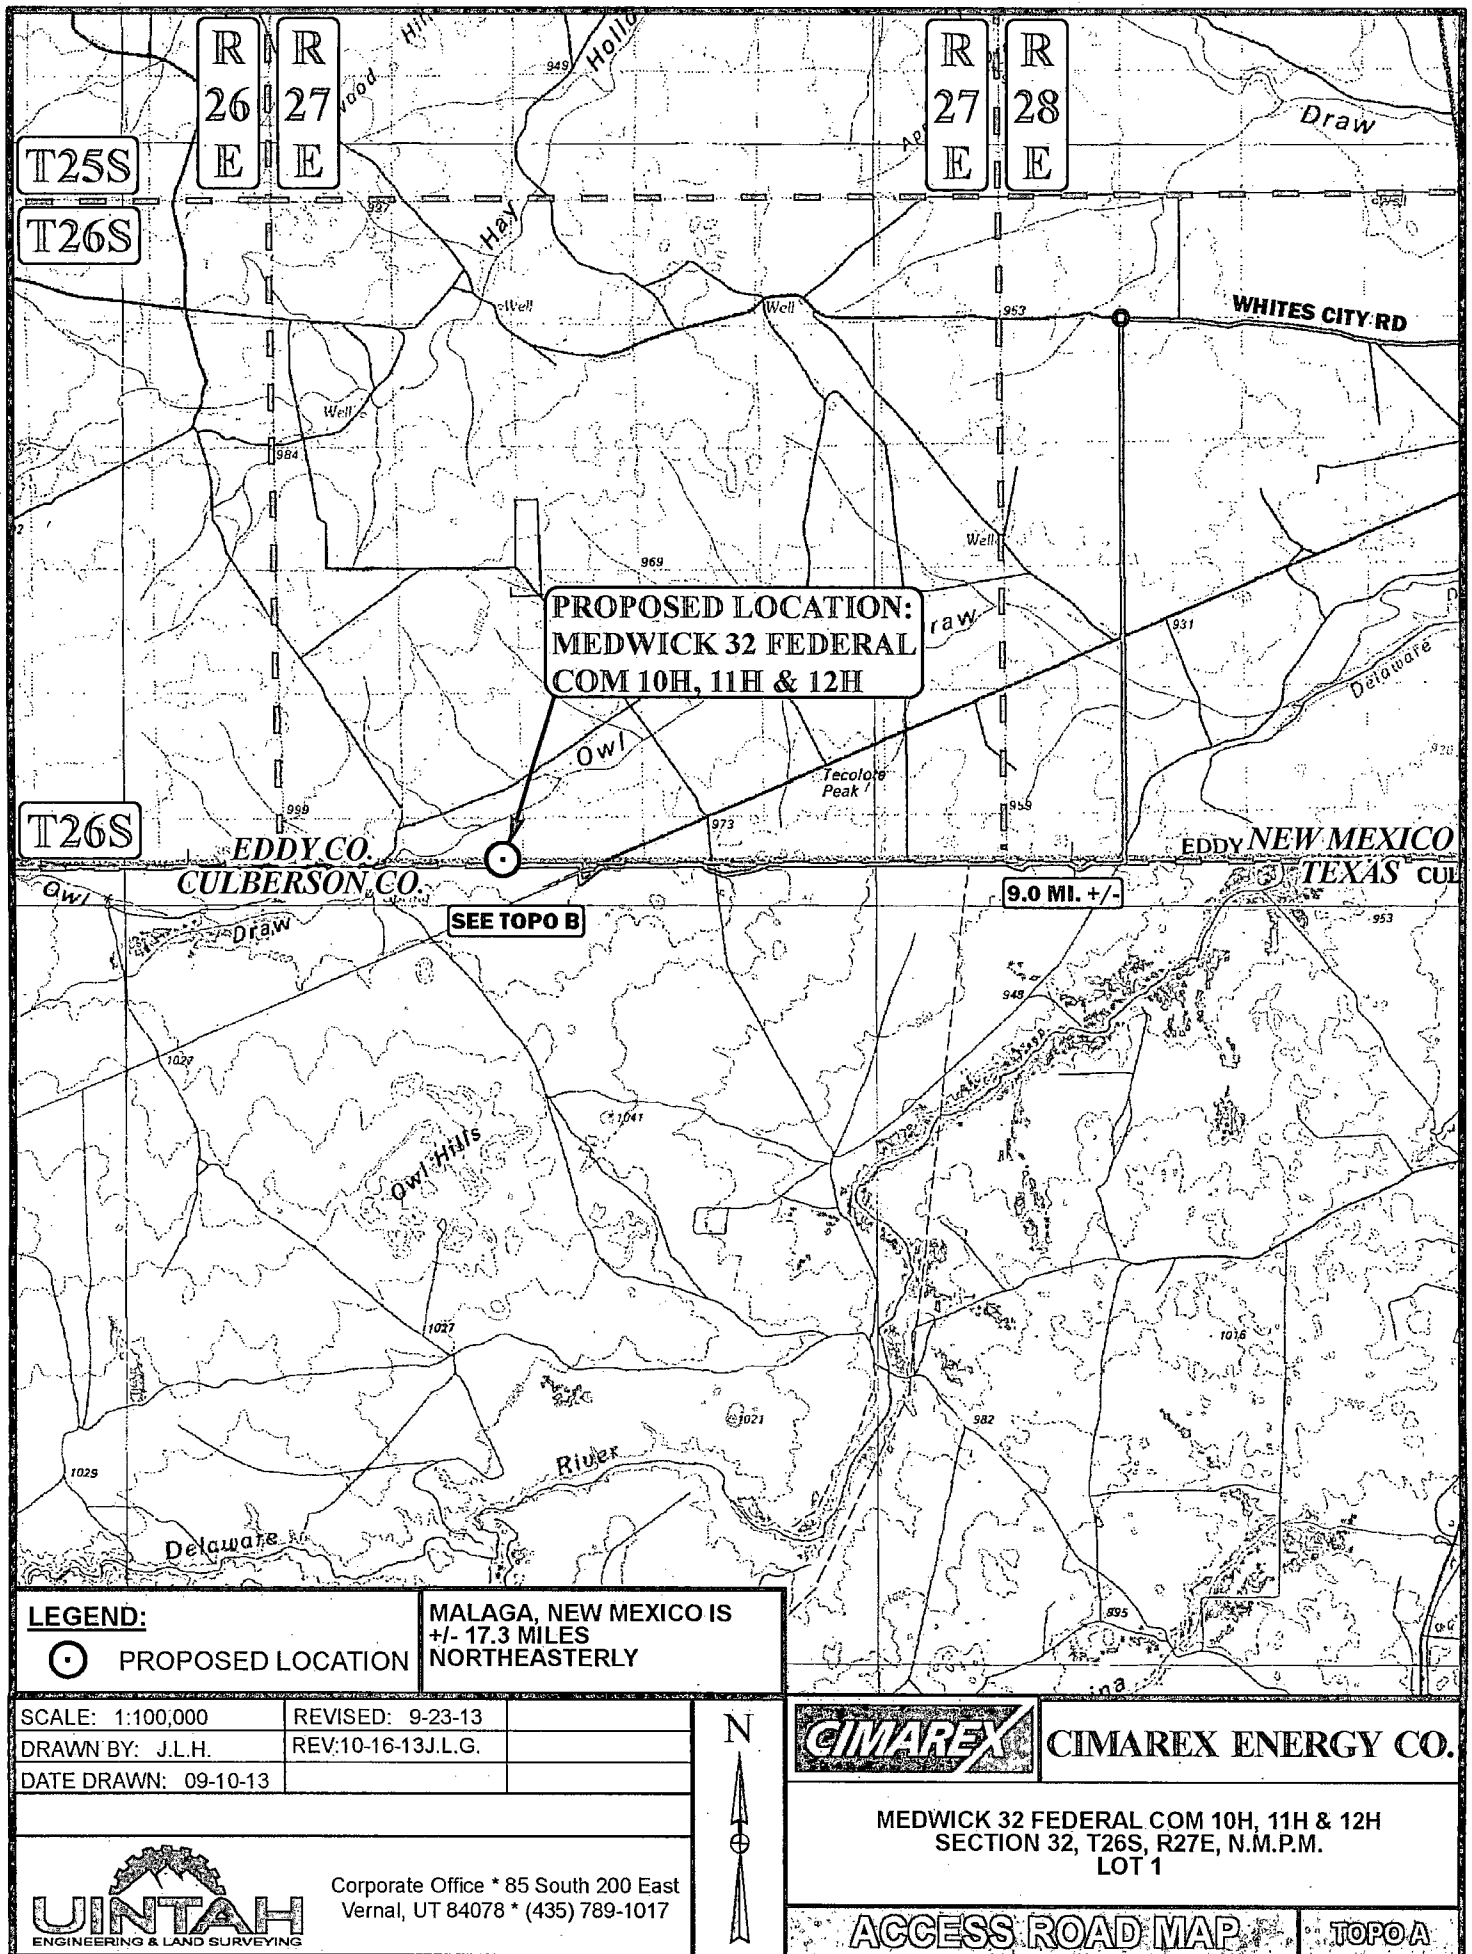 R
26
E
R
27
E
R
27
E
R
28
E
T25S
T26S
T26S
949
Hollo
Draw
Hay
Well
Well
953
WHITES CITY RD
Well
984
969
Well
PROPOSED LOCATION:
MEDWICK 32 FEDERAL
COM 10H, 11H & 12H
raw
931
Delaware
Owl
Tecolote
Peak
999
973
959
EDDY CO.
CULBERSON CO.
EDDY NEW MEXICO
TEXAS CUL
Owl
Draw
SEE TOPO B
9.0 MI. +/-
953
948
1027
1041
Owl Hills
1027
1016
1021
982
1029
River
Delaware
895
ina
LEGEND:
PROPOSED LOCATION
MALAGA, NEW MEXICO IS
+/- 17.3 MILES
NORTHEASTERLY
SCALE: 1:100,000
REVISED: 9-23-13
DRAWN BY: J.L.H.
REV:10-16-13J.L.G.
DATE DRAWN: 09-10-13
N
CIMAREX
CIMAREX ENERGY CO.
MEDWICK 32 FEDERAL COM 10H, 11H & 12H
SECTION 32, T26S, R27E, N.M.P.M.
LOT 1
UINTAH
ENGINEERING & LAND SURVEYING
Corporate Office * 85 South 200 East
Vernal, UT 84078 * (435) 789-1017
ACCESS ROAD MAP
TOPO A